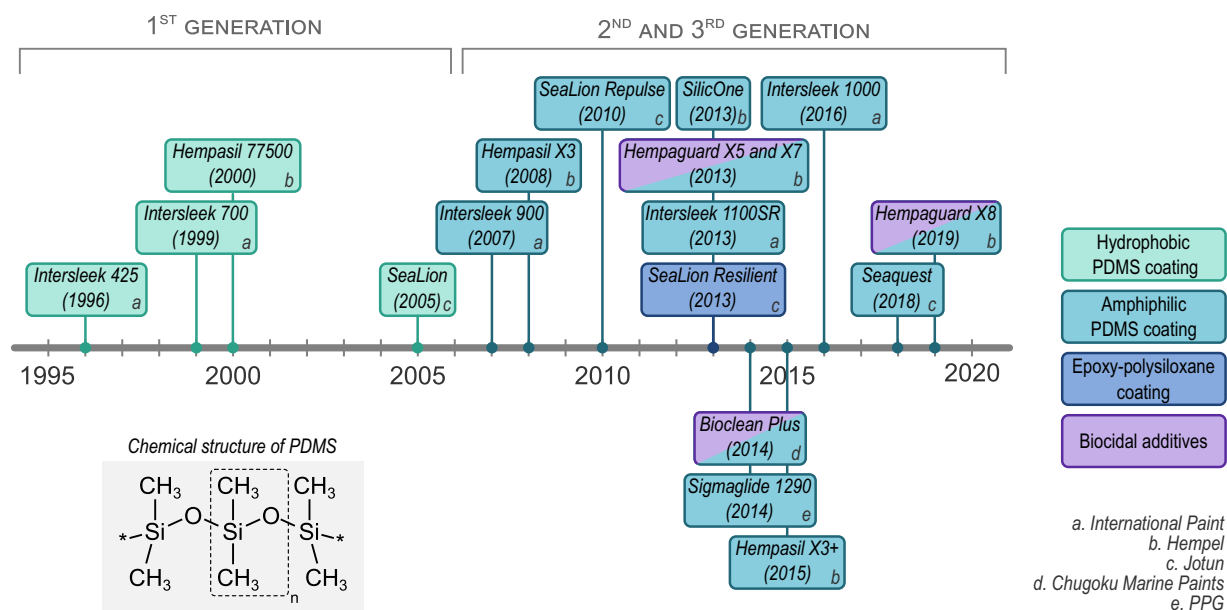 1ST GENERATION
2ND AND 3RD GENERATION
SeaLion Repulse
(2010) c
SilicOne
(2013) b
Intersleek 1000
(2016) a
Hempasil 77500
(2000) b
Hempasil X3
(2008) b
Hempaguard X5 and X7
(2013) b
Intersleek 700
(1999) a
Intersleek 900
(2007) a
Intersleek 1100SR
(2013) a
Hempaguard X8
(2019) b
Intersleek 425
(1996) a
SeaLion
(2005) c
SeaLion Resilient
(2013) c
Seaquest
(2018) c
1995
2000
2005
2010
2015
2020
Bioclean Plus
(2014) d
Sigmaglide 1290
(2014) e
Hempasil X3+
(2015) b
Hydrophobic
PDMS coating
Amphiphilic
PDMS coating
Epoxy-polysiloxane
coating
Biocidal additives
a. International Paint
b. Hempel
c. Jotun
d. Chugoku Marine Paints
e. PPG
Chemical structure of PDMS
CH3 CH3 CH3
* Si O Si O Si *
CH3 CH3 CH3
n